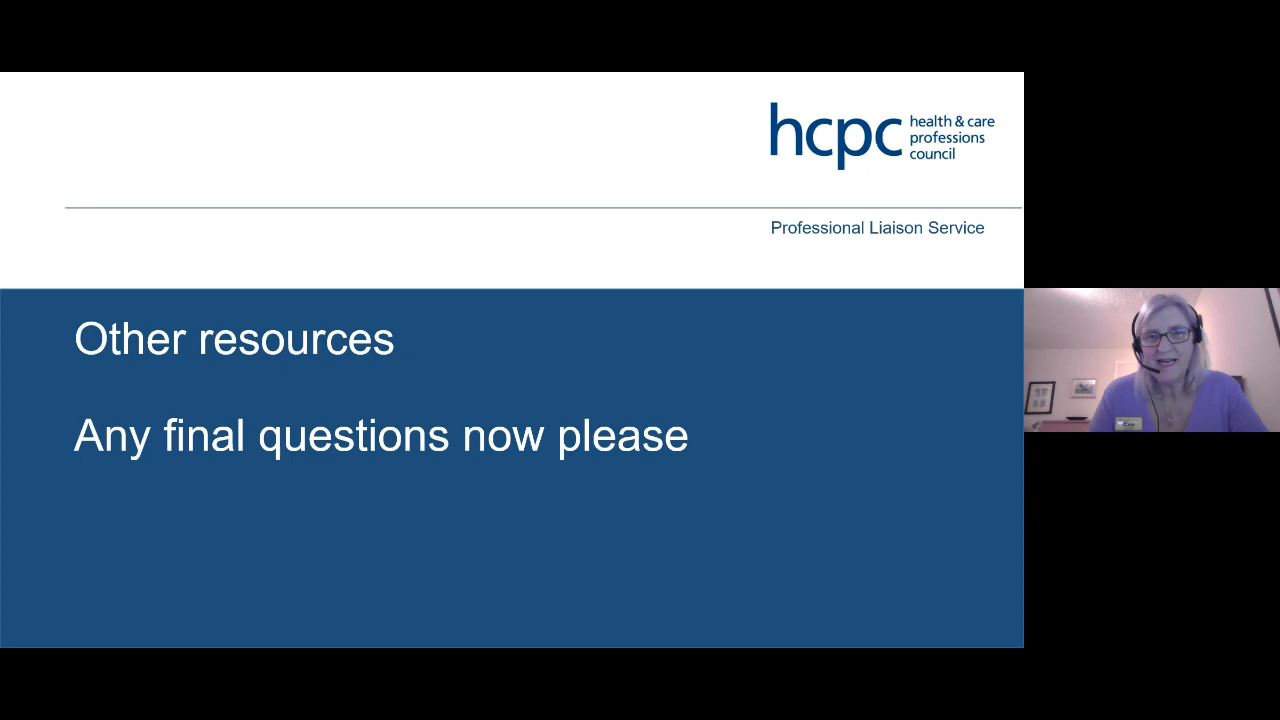 hcpc
health & care
professions
council
Professional Liaison Service
Other resources
Any final questions now please